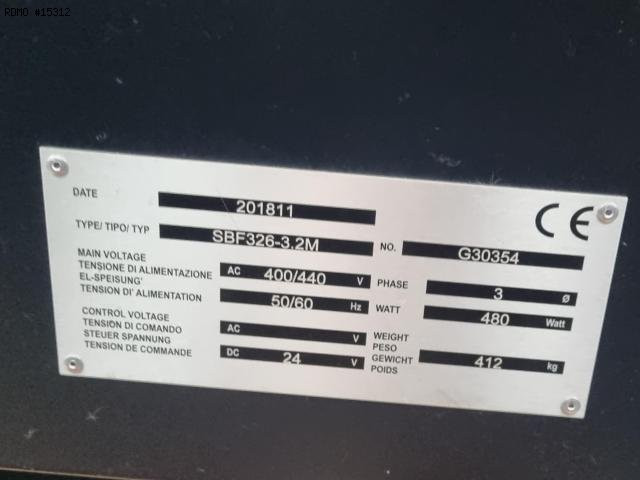 RDMO #15312
DATE 201811
TYPE/ TIPO/ TYP SBF326-3.2M NO. G30354
MAIN VOLTAGE
TENSIONE DI ALIMENTAZIONE AC 400/440 V PHASE 3 ø
EL-SPEISUNG'
TENSION DI' ALIMENTATION 50/60 Hz WATT 480 Watt
CONTROL VOLTAGE
TENSION DI COMANDO AC V WEIGHT
STEUER SPANNUNG PESO
TENSION DE COMMANDE DC 24 V GEWICHT 412 kg
POIDS
CE